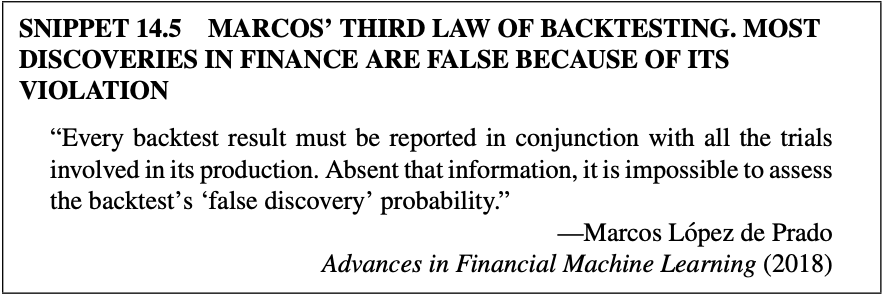 SNIPPET 14.5 MARCOS’ THIRD LAW OF BACKTESTING. MOST
DISCOVERIES IN FINANCE ARE FALSE BECAUSE OF ITS
VIOLATION
“Every backtest result must be reported in conjunction with all the trials
involved in its production. Absent that information, it is impossible to assess
the backtest’s ‘false discovery’ probability.”
—Marcos López de Prado
Advances in Financial Machine Learning (2018)